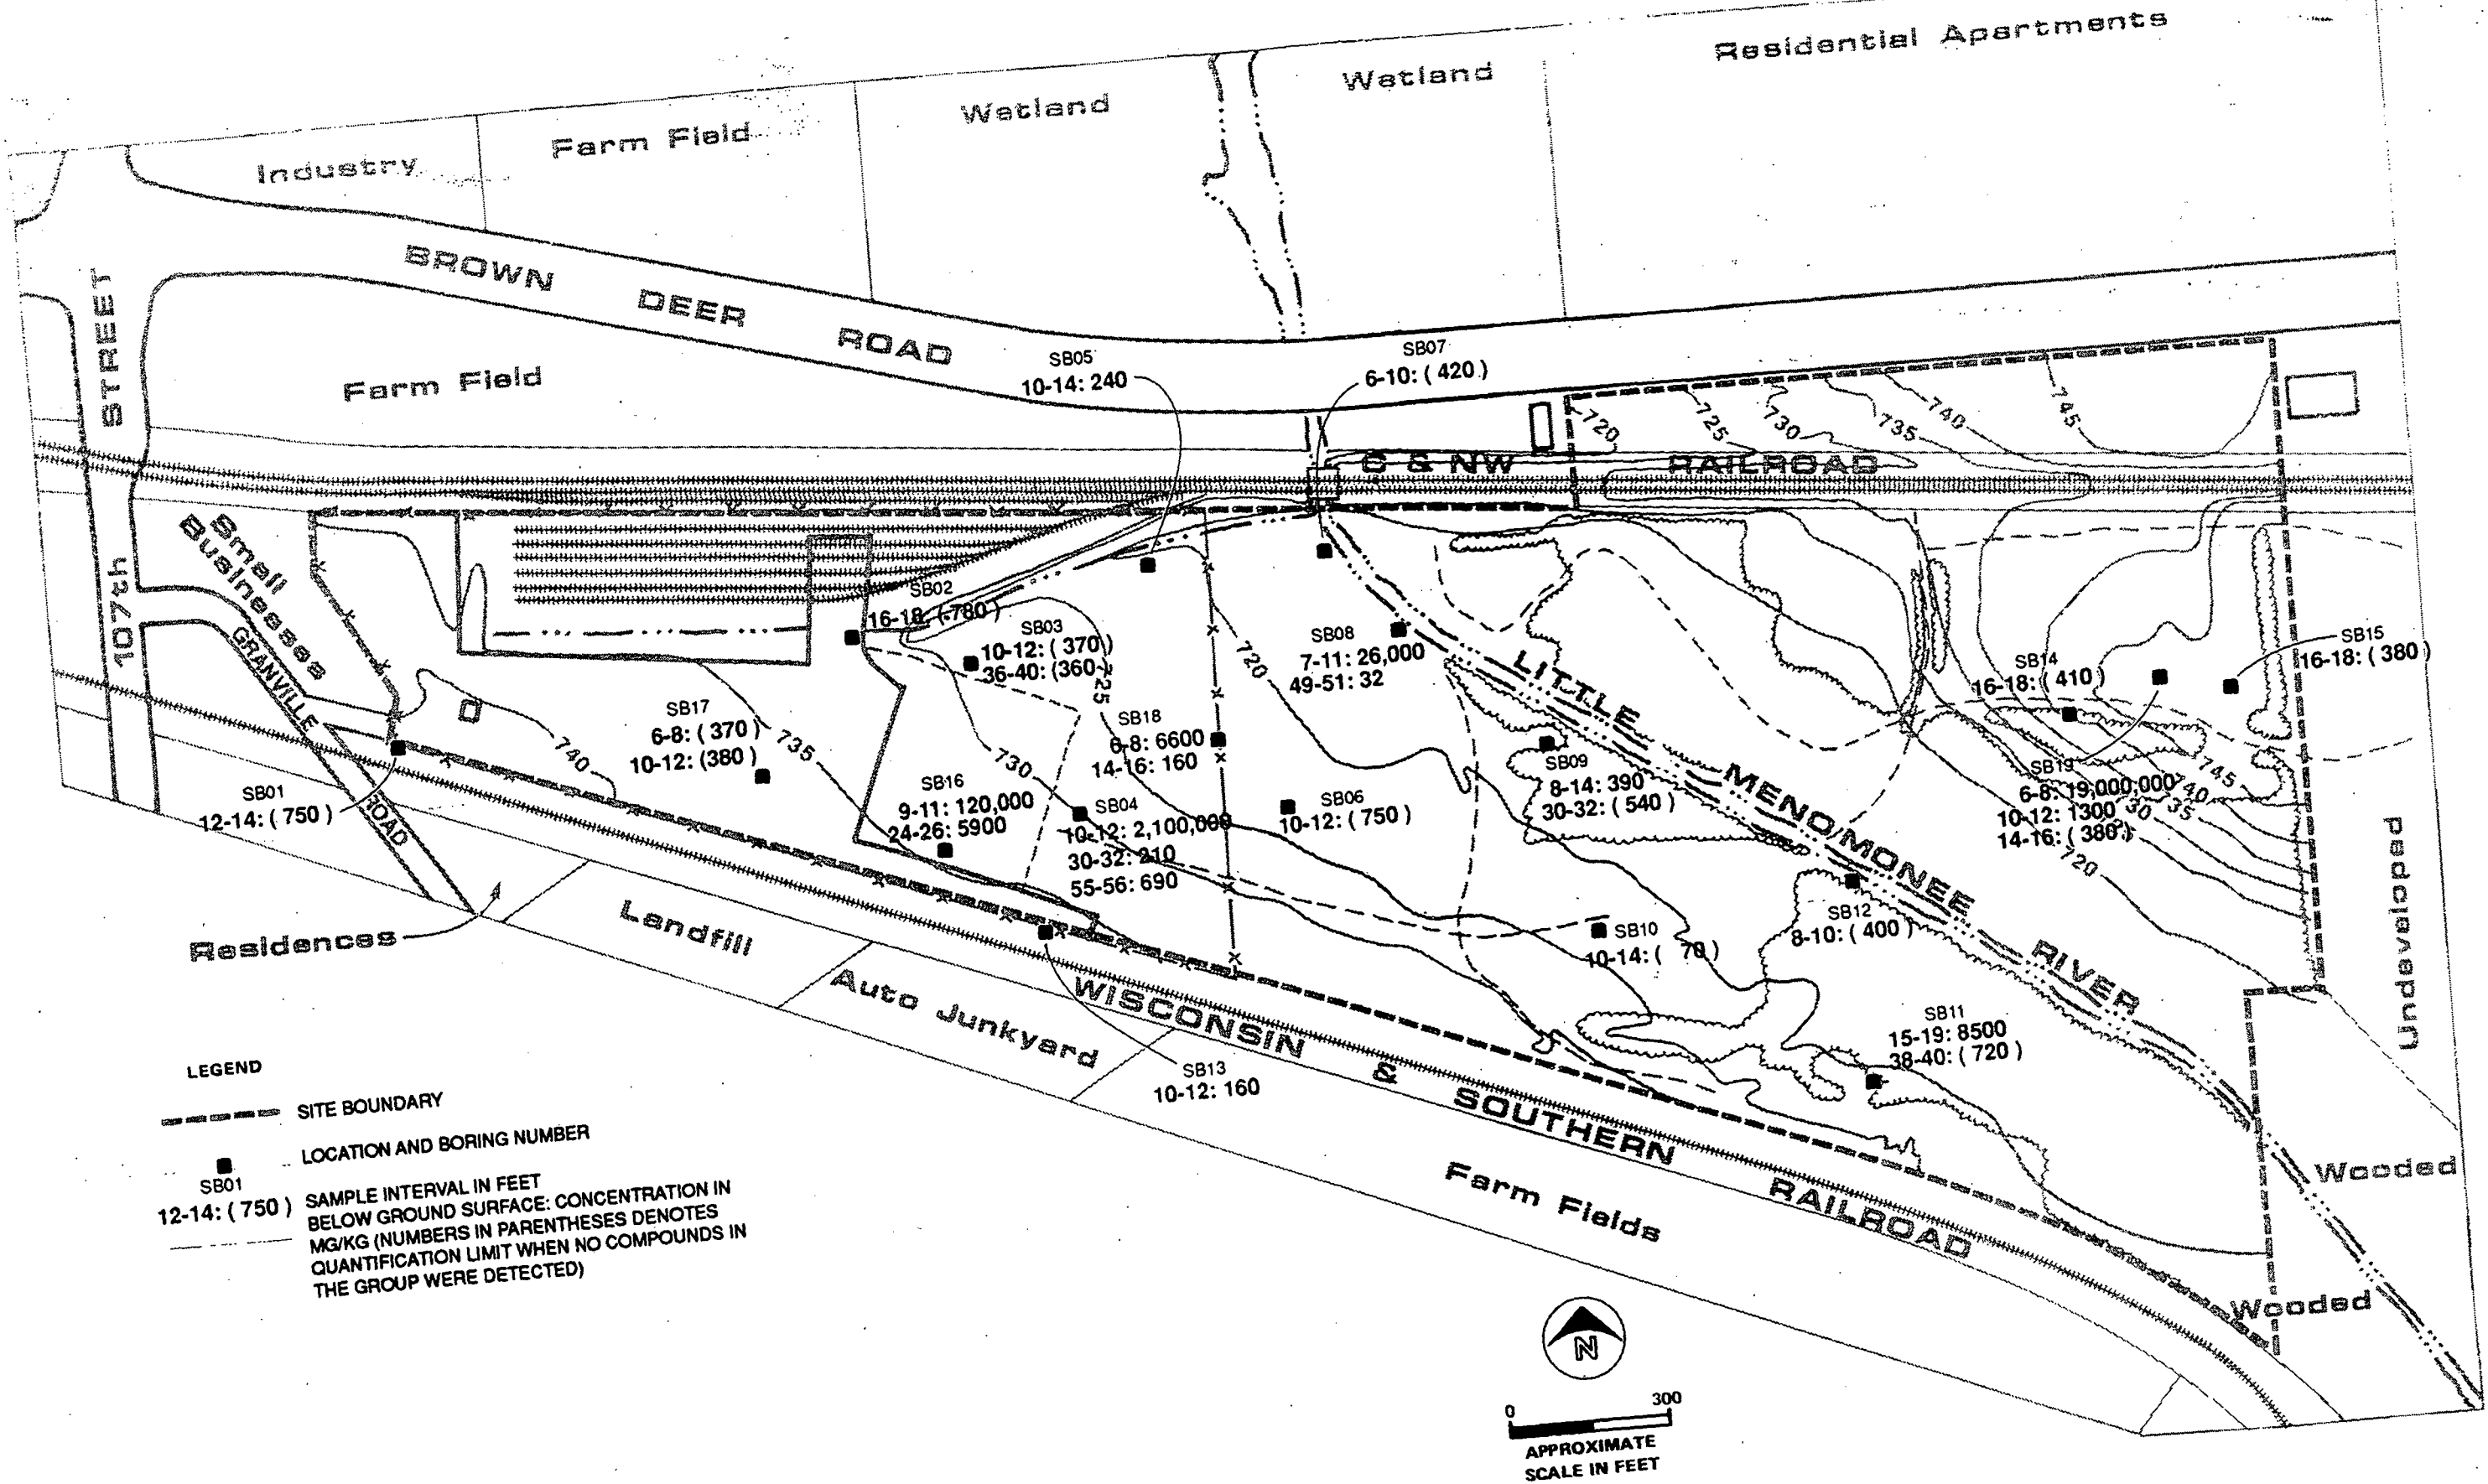 Residential Apartments
Wetland
Wetland
Farm Field
Industry
BROWN DEER ROAD
107th STREET
Farm Field
SB05
10-14: 240
SB07
6-10: ( 420 )
720
725
730
735
740
745
C & NW RAILROAD
Small
Businesses
GRANVILLE ROAD
SB02
16-18: ( 780 )
SB03
10-12: ( 370 )
36-40: (360 )
725
720
SB08
7-11: 26,000
49-51: 32
LITTLE MENOMONEE RIVER
SB14
16-18: ( 410 )
SB15
16-18: ( 380 )
SB17
6-8: ( 370 )
10-12: (380 )
740
735
730
SB18
6-8: 6600
14-16: 160
SB01
12-14: ( 750 )
SB16
9-11: 120,000
24-26: 5900
SB04
10-12: 2,100,000
30-32: 210
55-56: 690
SB06
10-12: ( 750 )
SB09
8-14: 390
30-32: ( 540 )
SB19
6-8: 19,000,000
10-12: 1300
14-16: ( 380 )
745
740
735
730
720
SB12
8-10: ( 400 )
SB10
10-14: ( 70 )
SB11
15-19: 8500
38-40: ( 720 )
Undeveloped
Residences
Landfill
Auto Junkyard
WISCONSIN & SOUTHERN RAILROAD
SB13
10-12: 160
Farm Fields
Wooded
Wooded
LEGEND
SITE BOUNDARY
LOCATION AND BORING NUMBER
SB01
12-14: ( 750 )
SAMPLE INTERVAL IN FEET
BELOW GROUND SURFACE: CONCENTRATION IN
MG/KG (NUMBERS IN PARENTHESES DENOTES
QUANTIFICATION LIMIT WHEN NO COMPOUNDS IN
THE GROUP WERE DETECTED)
N
0 300
APPROXIMATE
SCALE IN FEET